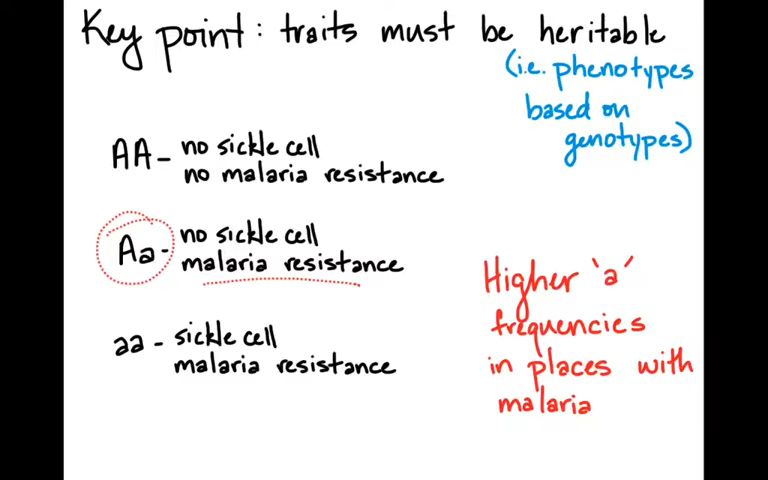 Key point: traits must be heritable
(i.e. phenotypes
based on
genotypes)
AA - no sickle cell
no malaria resistance
Aa - no sickle cell
malaria resistance
aa - sickle cell
malaria resistance
Higher 'a'
frequencies
in places with
malaria